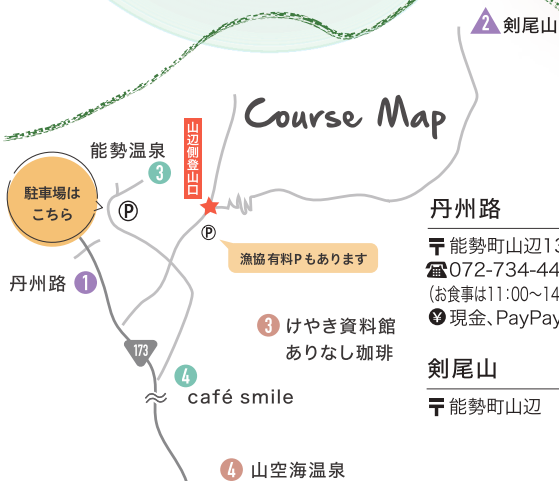 2 剣尾山
Course Map
山辺側登山口
能勢温泉
3
駐車場は
こちら
P
P
漁協有料Pもあります
丹州路 1
173
3 けやき資料館
ありなし珈琲
4
café smile
4 山空海温泉
丹州路
〒能勢町山辺13
☎072-734-44
(お食事は11:00〜14
¥現金、PayPay
剣尾山
〒能勢町山辺